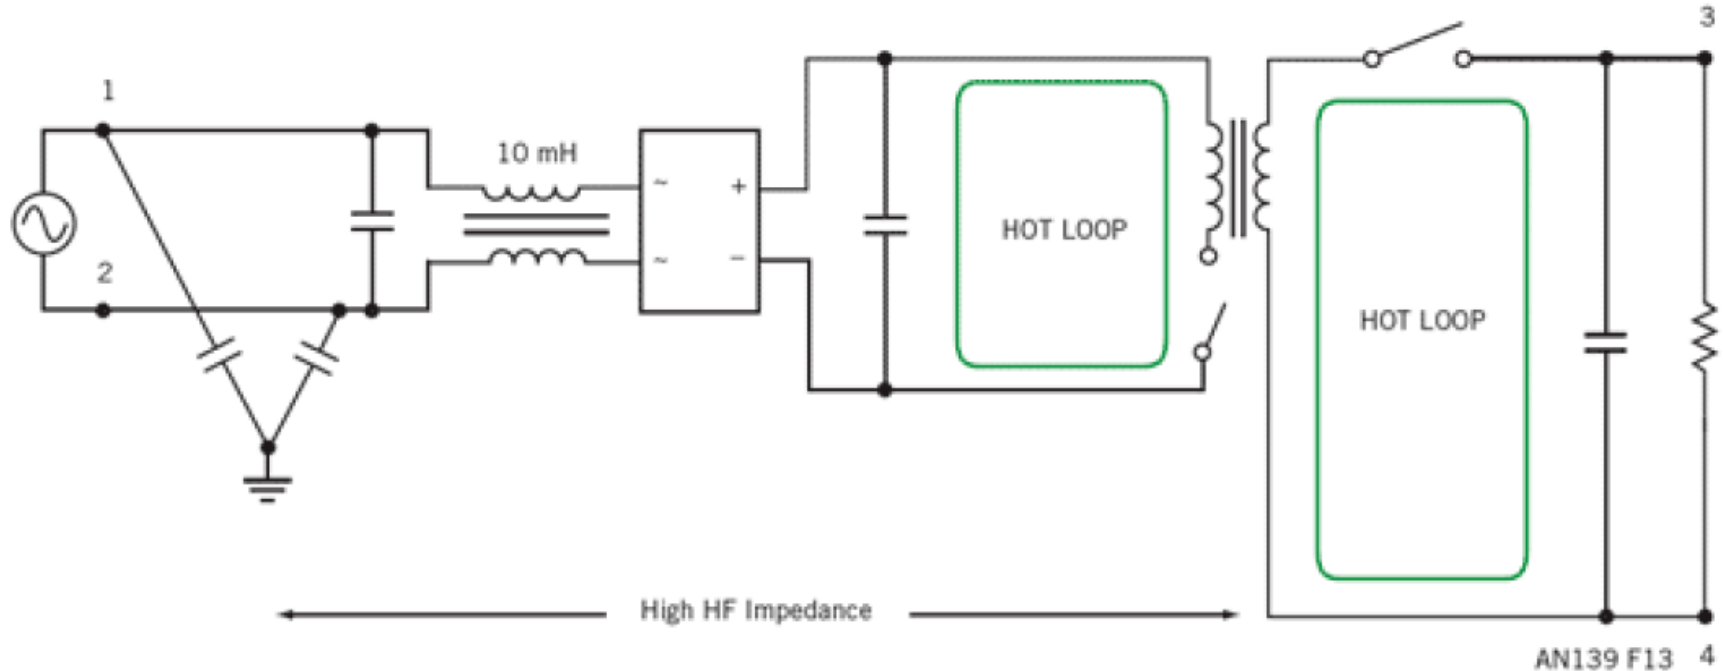 1
2
10 mH
~ +
~ −
HOT LOOP
HOT LOOP
3
High HF Impedance
AN139 F13 4